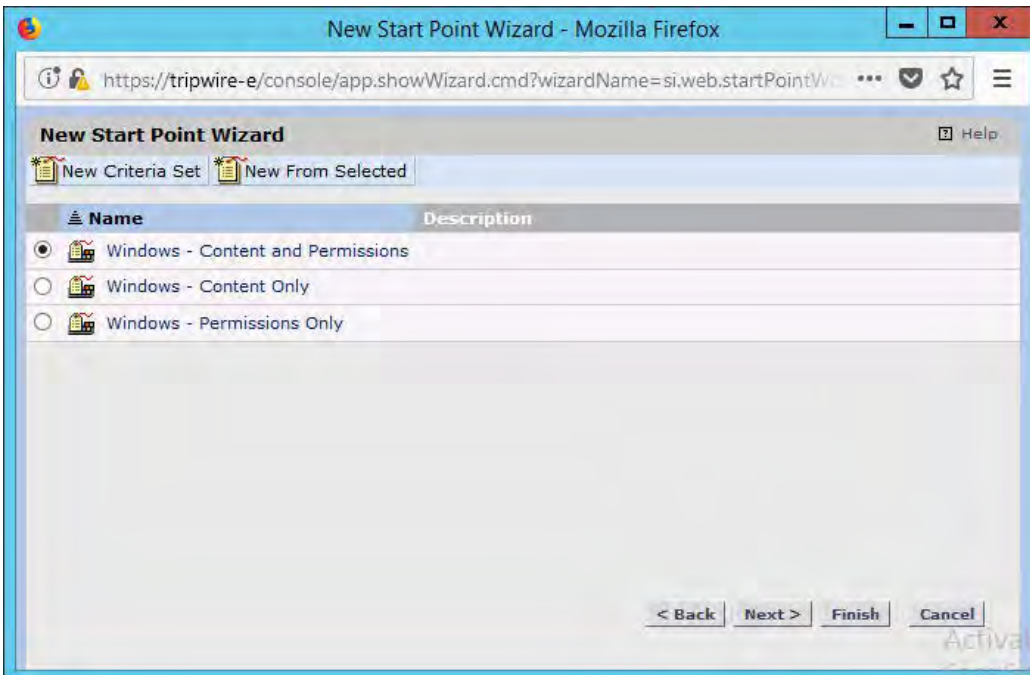 New Start Point Wizard - Mozilla Firefox
https://tripwire-e/console/app.showWizard.cmd?wizardName=si.web.startPointW
New Start Point Wizard
? Help
New Criteria Set New From Selected
Name Description
Windows - Content and Permissions
Windows - Content Only
Windows - Permissions Only
< Back Next > Finish Cancel